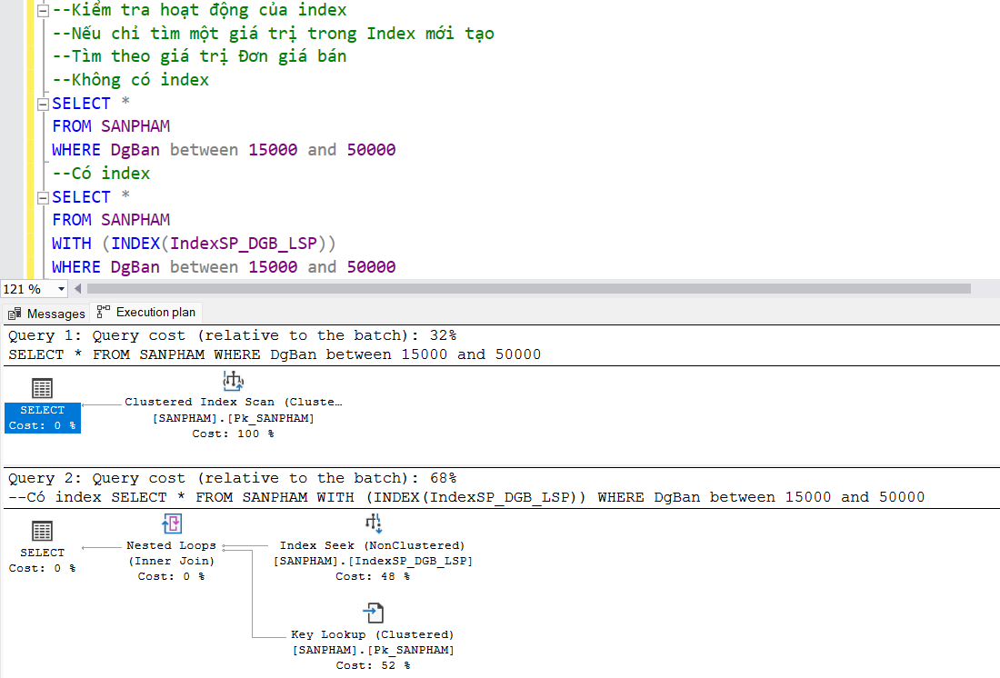 --Kiểm tra hoạt động của index
--Nếu chỉ tìm một giá trị trong Index mới tạo
--Tìm theo giá trị Đơn giá bán
--Không có index
SELECT *
FROM SANPHAM
WHERE DgBan between 15000 and 50000
--Có index
SELECT *
FROM SANPHAM
WITH (INDEX(IndexSP_DGB_LSP))
WHERE DgBan between 15000 and 50000
121 %
Messages Execution plan
Query 1: Query cost (relative to the batch): 32%
SELECT * FROM SANPHAM WHERE DgBan between 15000 and 50000
SELECT
Cost: 0 %
Clustered Index Scan (Cluste…
[SANPHAM].[Pk_SANPHAM]
Cost: 100 %
Query 2: Query cost (relative to the batch): 68%
--Có index SELECT * FROM SANPHAM WITH (INDEX(IndexSP_DGB_LSP)) WHERE DgBan between 15000 and 50000
SELECT
Cost: 0 %
Nested Loops
(Inner Join)
Cost: 0 %
Index Seek (NonClustered)
[SANPHAM].[IndexSP_DGB_LSP]
Cost: 48 %
Key Lookup (Clustered)
[SANPHAM].[Pk_SANPHAM]
Cost: 52 %